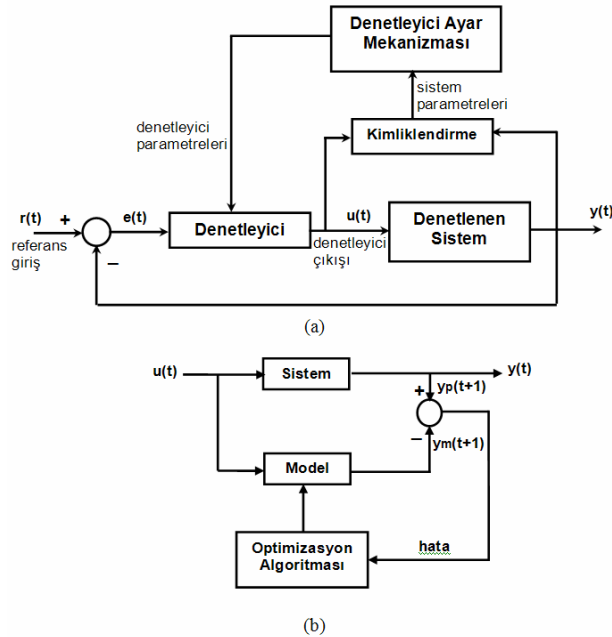 Denetleyici Ayar
Mekanizması
sistem
parametreleri
denetleyici
parametreleri
Kimliklendirme
r(t)
+
e(t)
Denetleyici
u(t)
Denetlenen
Sistem
y(t)
referans
giriş
−
denetleyici
çıkışı
(a)
u(t)
Sistem
y(t)
yp(t+1)
+
−
ym(t+1)
Model
Optimizasyon
Algoritması
hata
(b)